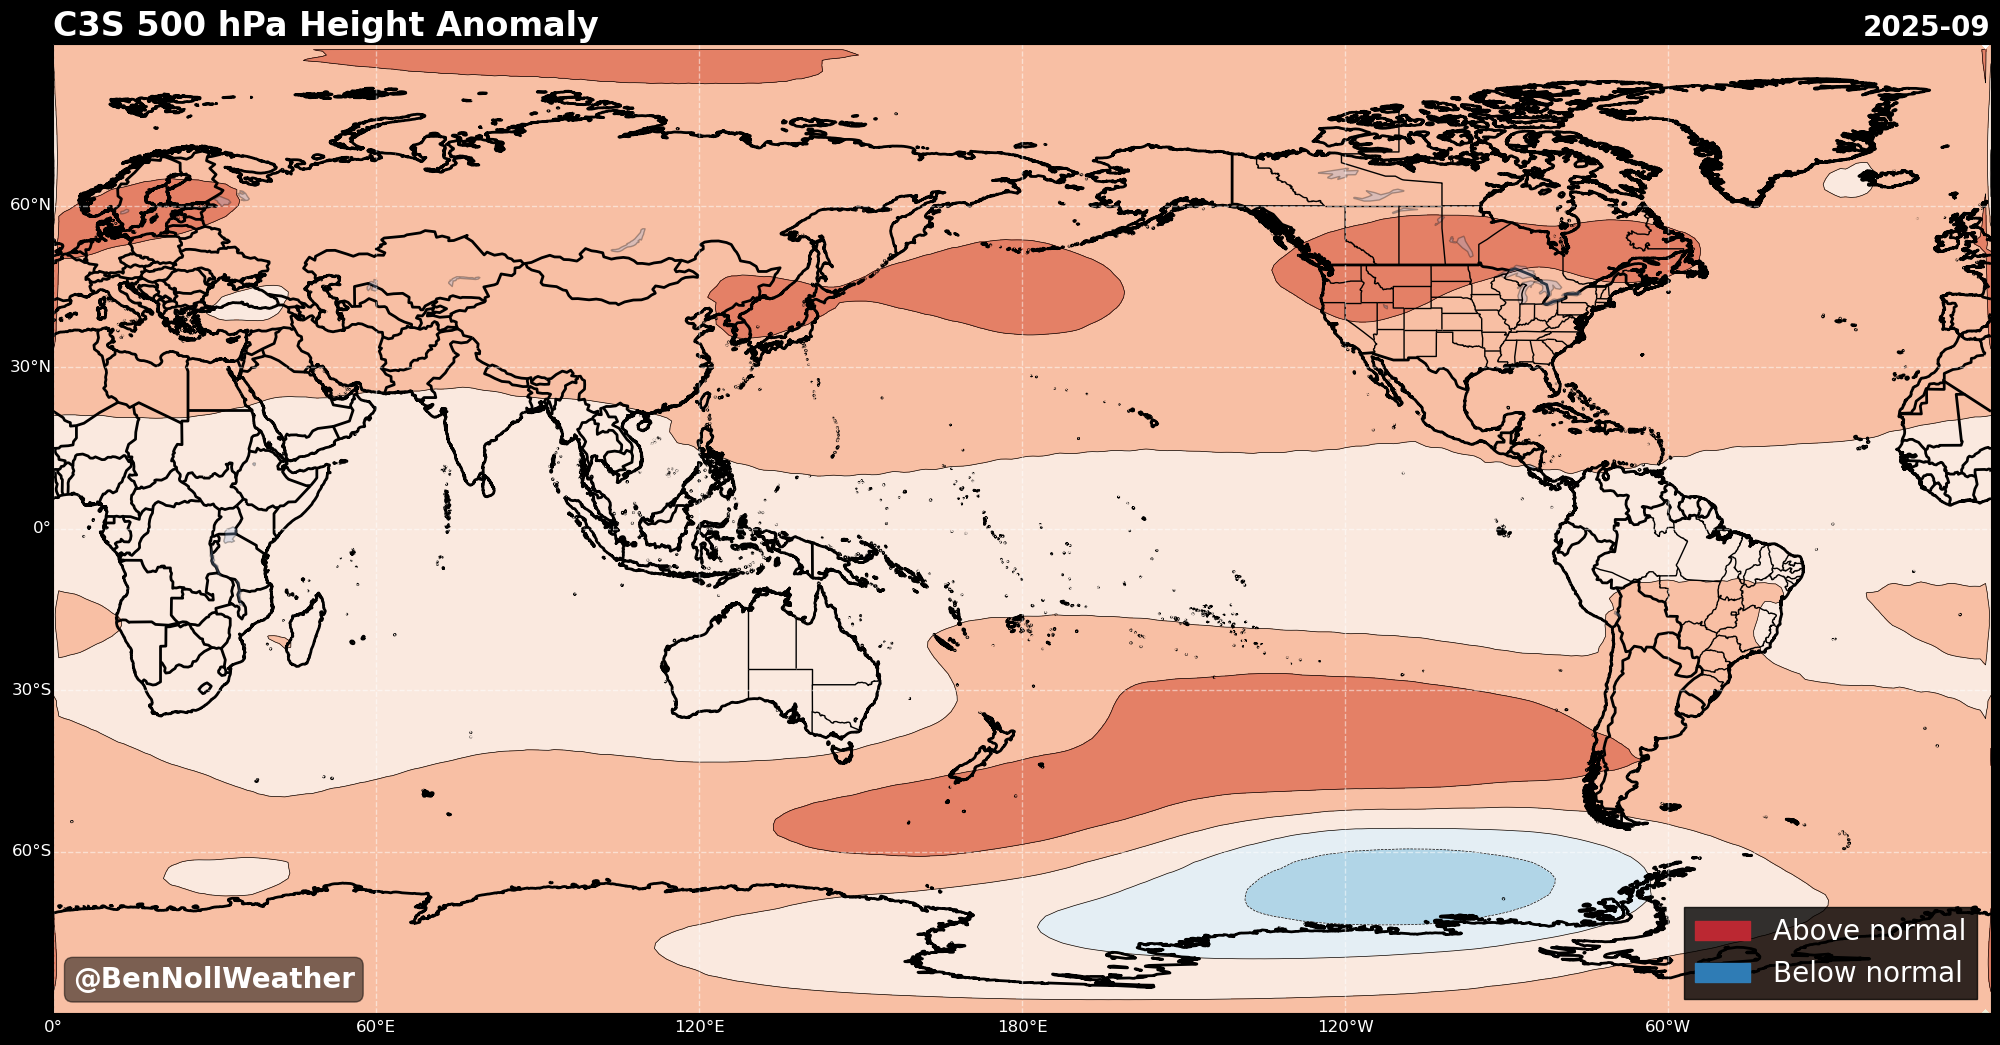 C3S 500 hPa Height Anomaly
2025-09
60°N
30°N
0°
30°S
60°S
Above normal
Below normal
@BenNollWeather
0°
60°E
120°E
180°E
120°W
60°W